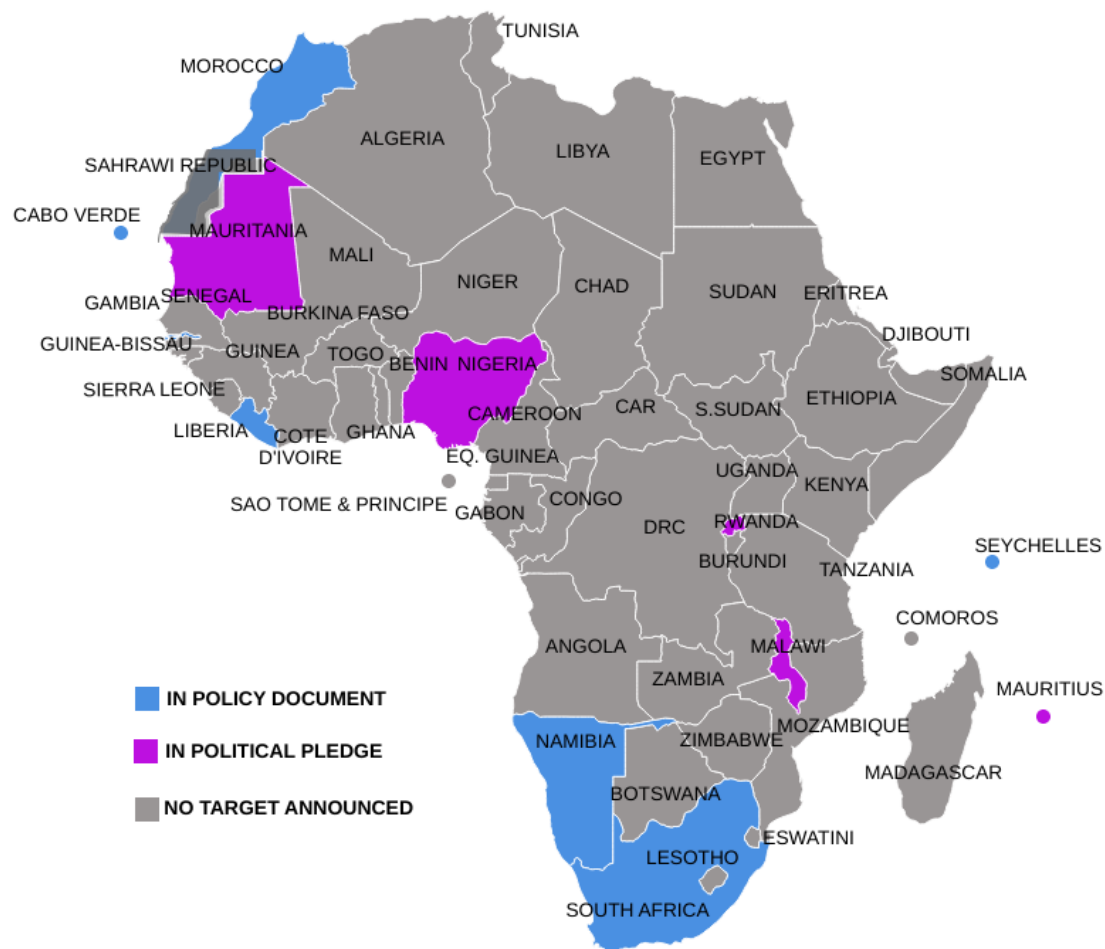 TUNISIA
MOROCCO
ALGERIA
LIBYA
EGYPT
SAHRAWI REPUBLIC
CABO VERDE
MAURITANIA
MALI
NIGER
CHAD
SUDAN
ERITREA
GAMBIA
SENEGAL
BURKINA FASO
DJIBOUTI
GUINEA-BISSAU
GUINEA
TOGO
BENIN
NIGERIA
SOMALIA
SIERRA LEONE
CAR
S.SUDAN
ETHIOPIA
CAMEROON
LIBERIA
COTE
D'IVOIRE
GHANA
EQ. GUINEA
UGANDA
KENYA
SAO TOME & PRINCIPE
GABON
CONGO
DRC
RWANDA
SEYCHELLES
BURUNDI
TANZANIA
COMOROS
ANGOLA
MALAWI
ZAMBIA
MAURITIUS
IN POLICY DOCUMENT
MOZAMBIQUE
NAMIBIA
ZIMBABWE
IN POLITICAL PLEDGE
MADAGASCAR
BOTSWANA
NO TARGET ANNOUNCED
ESWATINI
LESOTHO
SOUTH AFRICA